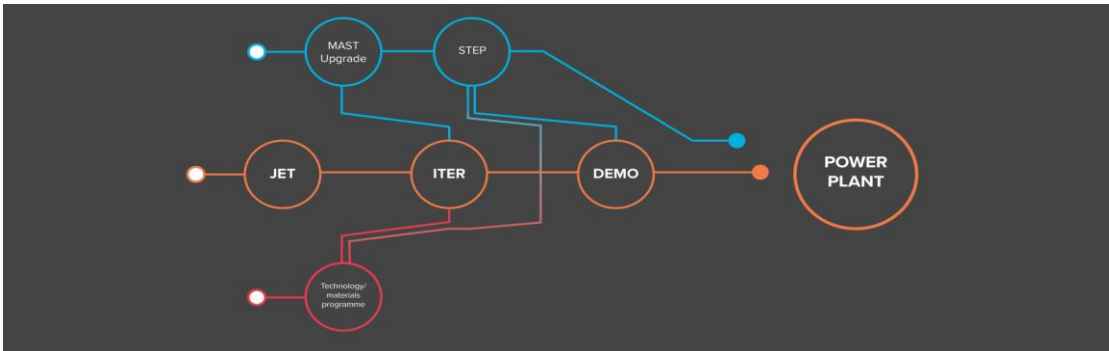 MAST
Upgrade
STEP
JET
ITER
DEMO
POWER
PLANT
Technology/
materials
programme